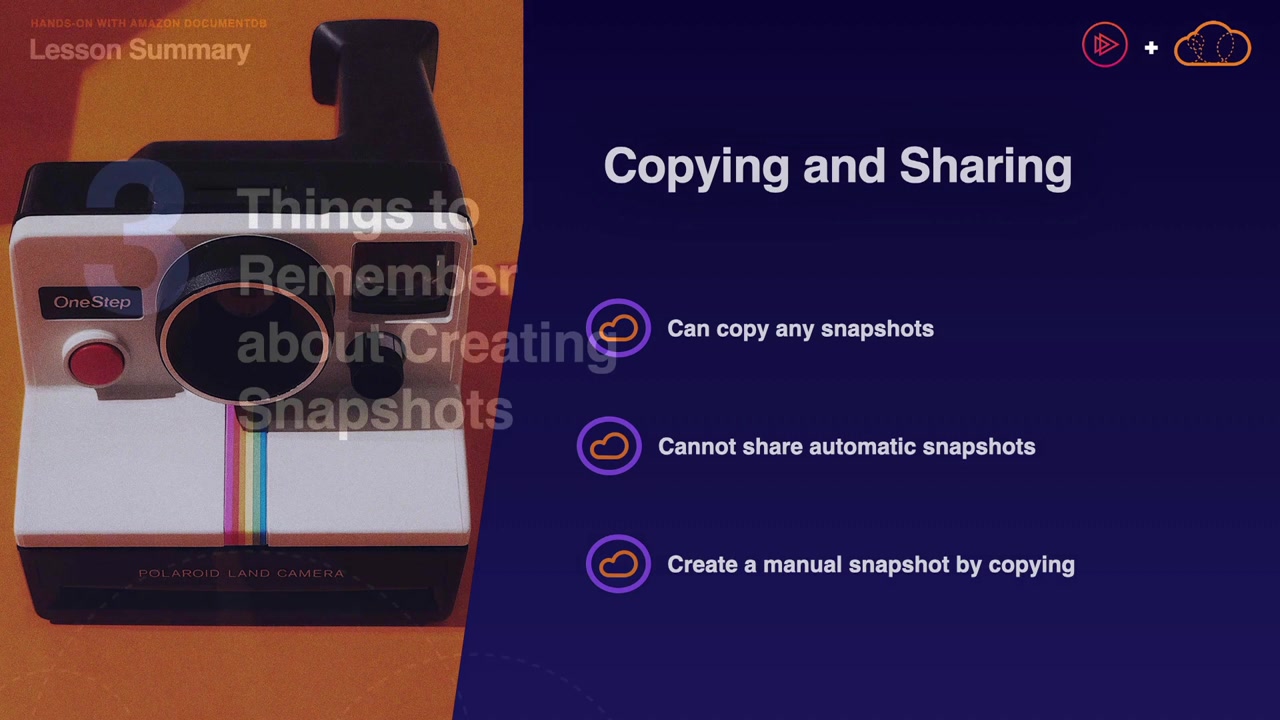 HANDS-ON WITH AMAZON DOCUMENTDB
Lesson Summary
3
Things to
Remember
about Creating
Snapshots
OneStep
POLAROID LAND CAMERA
+
Copying and Sharing
Can copy any snapshots
Cannot share automatic snapshots
Create a manual snapshot by copying